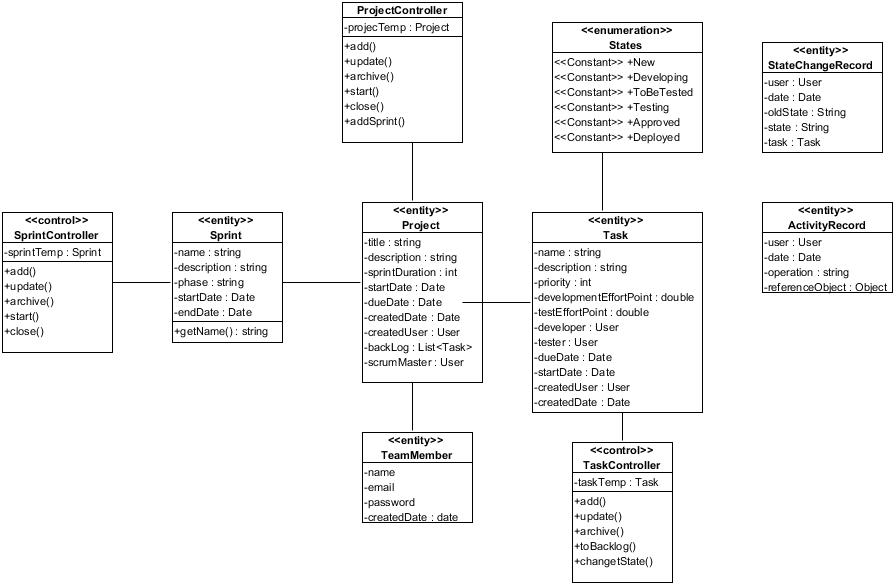 ProjectController
-projecTemp : Project
+add()
+update()
+archive()
+start()
+close()
+addSprint()
<<enumeration>>
States
<<Constant>> +New
<<Constant>> +Developing
<<Constant>> +ToBeTested
<<Constant>> +Testing
<<Constant>> +Approved
<<Constant>> +Deployed
<<entity>>
StateChangeRecord
-user : User
-date : Date
-oldState : String
-state : String
-task : Task
<<control>>
SprintController
-sprintTemp : Sprint
+add()
+update()
+archive()
+start()
+close()
<<entity>>
Sprint
-name : string
-description : string
-phase : string
-startDate : Date
-endDate : Date
+getName() : string
<<entity>>
Project
-title : string
-description : string
-sprintDuration : int
-startDate : Date
-dueDate : Date
-createdDate : Date
-createdUser : User
-backLog : List<Task>
-scrumMaster : User
<<entity>>
Task
-name : string
-description : string
-priority : int
-developmentEffortPoint : double
-testEffortPoint : double
-developer : User
-tester : User
-dueDate : Date
-startDate : Date
-createdUser : User
-createdDate : Date
<<entity>>
ActivityRecord
-user : User
-date : Date
-operation : string
-referenceObject : Object
<<entity>>
TeamMember
-name
-email
-password
-createdDate : date
<<control>>
TaskController
-taskTemp : Task
+add()
+update()
+archive()
+toBacklog()
+changetState()